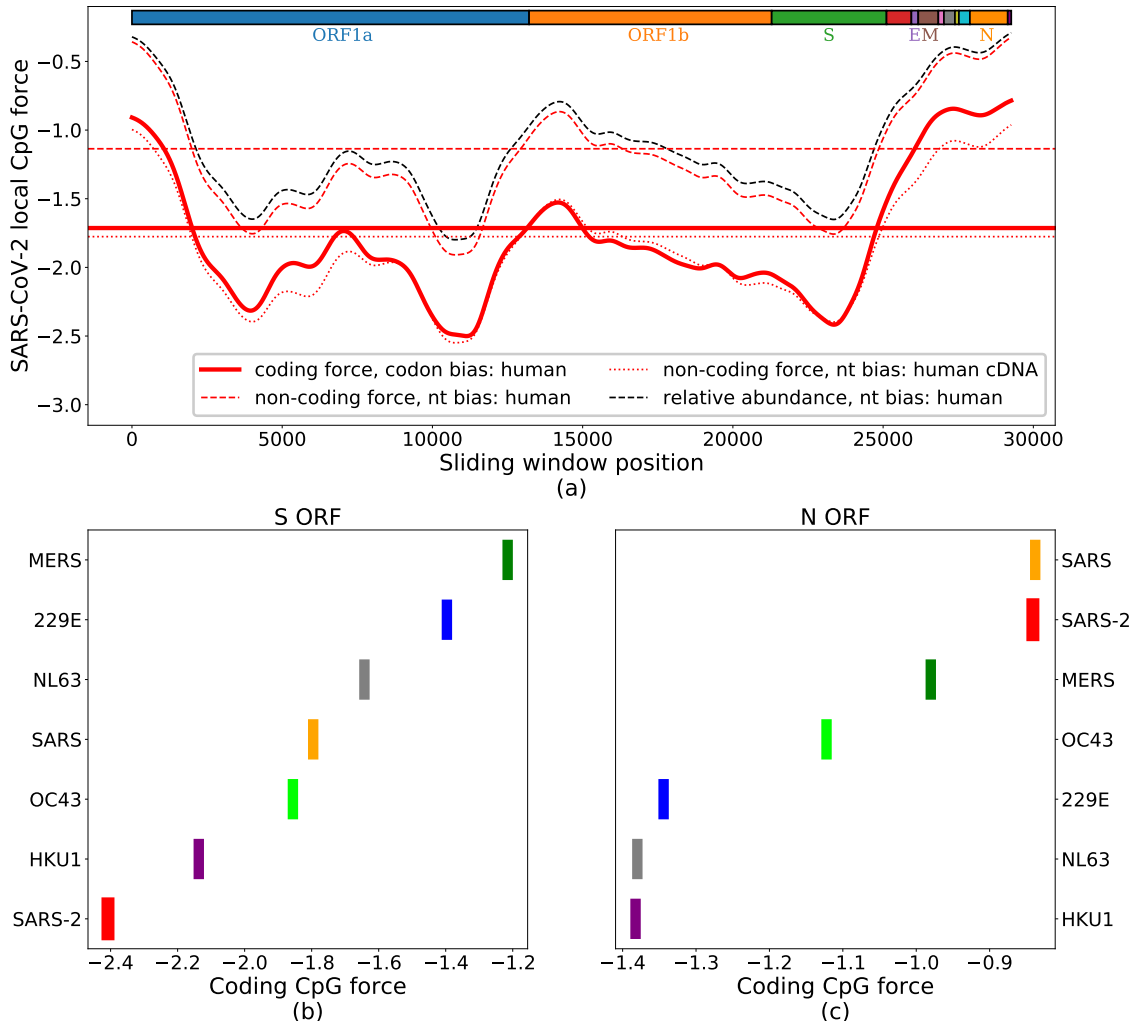 ORF1a ORF1b S E M N
SARS-CoV-2 local CpG force
−0.5
−1.0
−1.5
−2.0
−2.5
−3.0
coding force, codon bias: human
non-coding force, nt bias: human
non-coding force, nt bias: human cDNA
relative abundance, nt bias: human
0 5000 10000 15000 20000 25000 30000
Sliding window position
(a)
S ORF
MERS
229E
NL63
SARS
OC43
HKU1
SARS-2
−2.4 −2.2 −2.0 −1.8 −1.6 −1.4 −1.2
Coding CpG force
(b)
N ORF
SARS
SARS-2
MERS
OC43
229E
NL63
HKU1
−1.4 −1.3 −1.2 −1.1 −1.0 −0.9
Coding CpG force
(c)